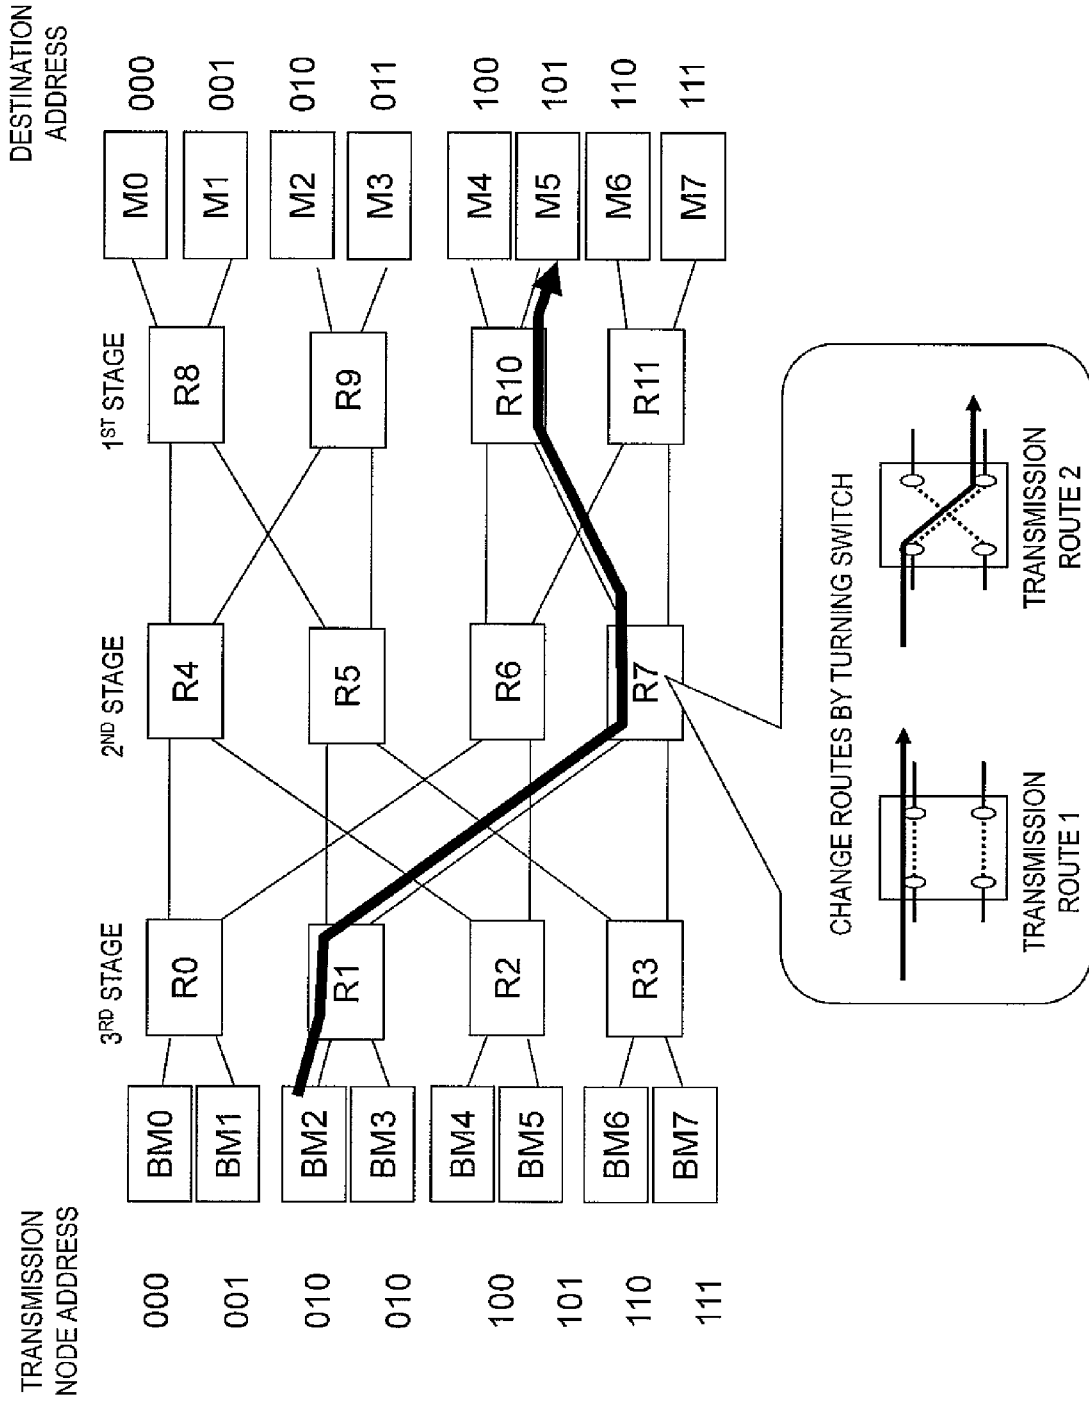 TRANSMISSION
NODE ADDRESS
3RD STAGE
2ND STAGE
1ST STAGE
DESTINATION
ADDRESS
000
BM0
R0
R4
R8
M0
000
001
BM1
M1
001
010
BM2
R1
R5
R9
M2
010
010
BM3
M3
011
100
BM4
R2
R6
R10
M4
100
101
BM5
M5
101
110
BM6
R3
R7
R11
M6
110
111
BM7
M7
111
CHANGE ROUTES BY TURNING SWITCH
TRANSMISSION
ROUTE 1
TRANSMISSION
ROUTE 2